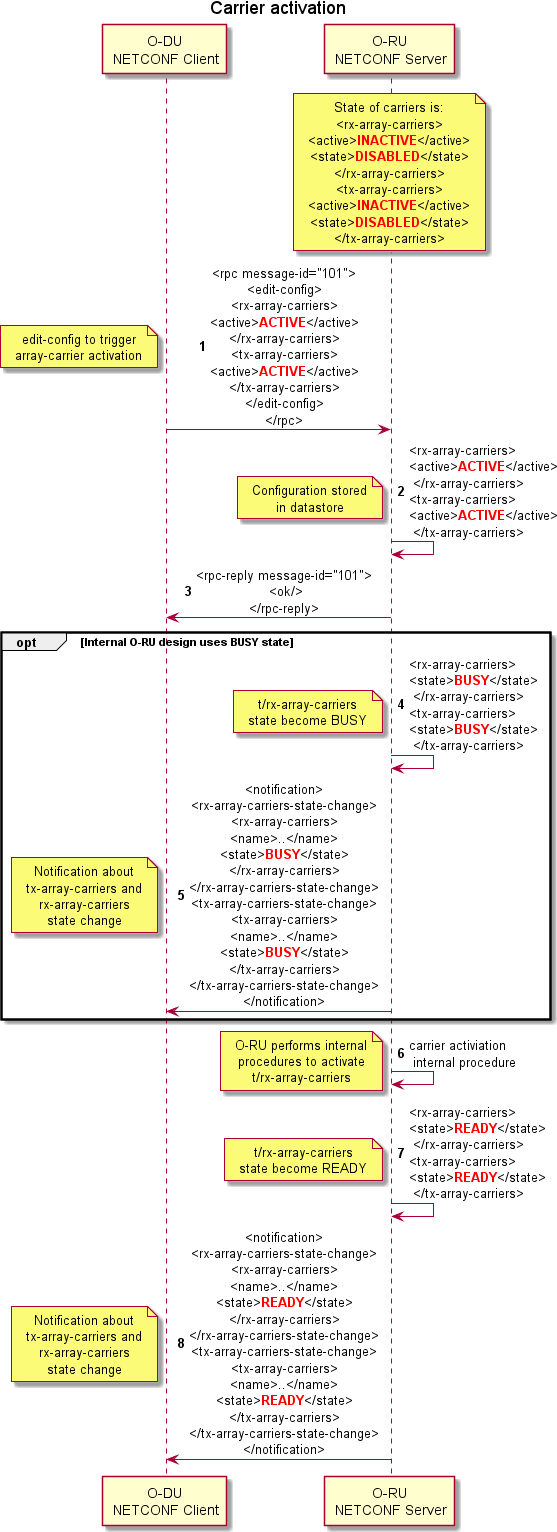 Carrier activation
O-DU
NETCONF Client
O-RU
NETCONF Server
State of carriers is:
<rx-array-carriers>
<active>INACTIVE</active>
<state>DISABLED</state>
</rx-array-carriers>
<tx-array-carriers>
<active>INACTIVE</active>
<state>DISABLED</state>
</tx-array-carriers>
edit-config to trigger
array-carrier activation
1
<rpc message-id="101">
<edit-config>
<rx-array-carriers>
<active>ACTIVE</active>
</rx-array-carriers>
<tx-array-carriers>
<active>ACTIVE</active>
</tx-array-carriers>
</edit-config>
</rpc>
Configuration stored
in datastore
2
<rx-array-carriers>
<active>ACTIVE</active>
</rx-array-carriers>
<tx-array-carriers>
<active>ACTIVE</active>
</tx-array-carriers>
3
<rpc-reply message-id="101">
<ok/>
</rpc-reply>
opt
[Internal O-RU design uses BUSY state]
t/rx-array-carriers
state become BUSY
4
<rx-array-carriers>
<state>BUSY</state>
</rx-array-carriers>
<tx-array-carriers>
<state>BUSY</state>
</tx-array-carriers>
Notification about
tx-array-carriers and
rx-array-carriers
state change
5
<notification>
<rx-array-carriers-state-change>
<rx-array-carriers>
<name>..</name>
<state>BUSY</state>
</rx-array-carriers>
</rx-array-carriers-state-change>
<tx-array-carriers-state-change>
<tx-array-carriers>
<name>..</name>
<state>BUSY</state>
</tx-array-carriers>
</tx-array-carriers-state-change>
</notification>
O-RU performs internal
procedures to activate
t/rx-array-carriers
6
carrier activiation
internal procedure
t/rx-array-carriers
state become READY
7
<rx-array-carriers>
<state>READY</state>
</rx-array-carriers>
<tx-array-carriers>
<state>READY</state>
</tx-array-carriers>
Notification about
tx-array-carriers and
rx-array-carriers
state change
8
<notification>
<rx-array-carriers-state-change>
<rx-array-carriers>
<name>..</name>
<state>READY</state>
</rx-array-carriers>
</rx-array-carriers-state-change>
<tx-array-carriers-state-change>
<tx-array-carriers>
<name>..</name>
<state>READY</state>
</tx-array-carriers>
</tx-array-carriers-state-change>
</notification>
O-DU
NETCONF Client
O-RU
NETCONF Server